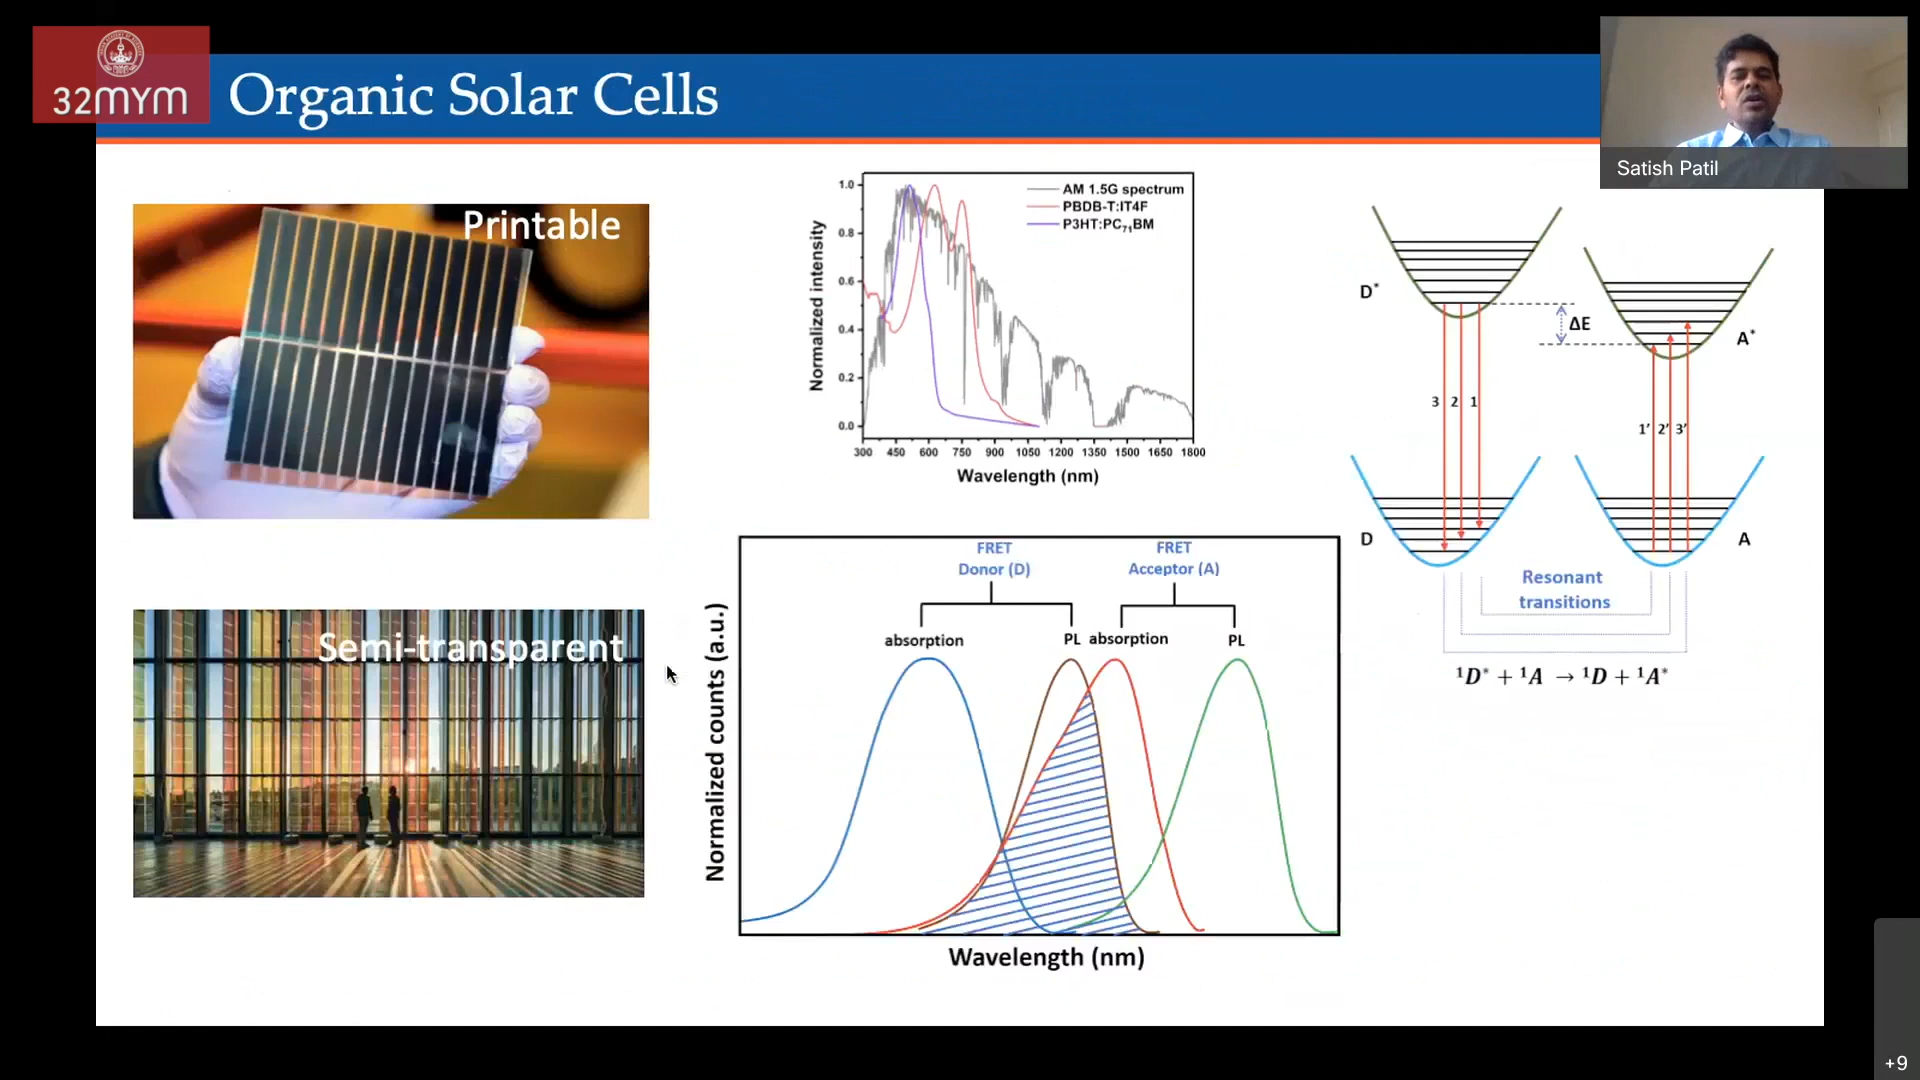 32MYM
Organic Solar Cells
Satish Patil
Printable
Semi-transparent
AM 1.5G spectrum
PBDB-T:IT4F
P3HT:PC₇₁BM
Normalized intensity
1.0
0.8
0.6
0.4
0.2
0.0
300 450 600 750 900 1050 1200 1350 1500 1650 1800
Wavelength (nm)
D*
ΔE
A*
3 2 1
1' 2' 3'
D
A
Resonant
transitions
¹D* + ¹A → ¹D + ¹A*
FRET
Donor (D)
FRET
Acceptor (A)
absorption
PL
absorption
PL
Normalized counts (a.u.)
Wavelength (nm)
+9